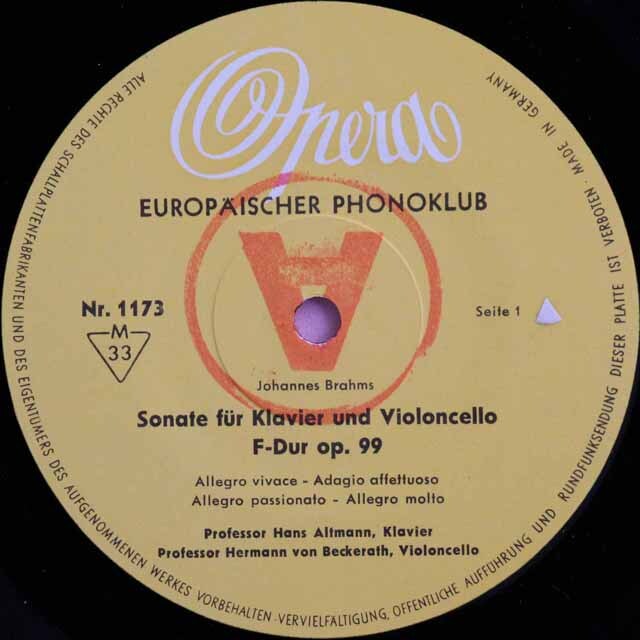 Opera
EUROPÄISCHER PHONOKLUB
A
Nr. 1173
M
33
Seite 1
Johannes Brahms
Sonate für Klavier und Violoncello
F-Dur op. 99
Allegro vivace - Adagio affettuoso
Allegro passionato - Allegro molto
Professor Hans Altmann, Klavier
Professor Hermann von Beckerath, Violoncello
ALLE RECHTE DES SCHALLPLATTENFABRIKANTEN UND DES EIGENTUMERS DES AUFGENOMMENEN WERKES VORBEHALTEN · VERVIELFÄLTIGUNG, ÖFFENTLICHE AUFFÜHRUNG UND RUNDFUNKSENDUNG DIESER PLATTE IST VERBOTEN · MADE IN GERMANY